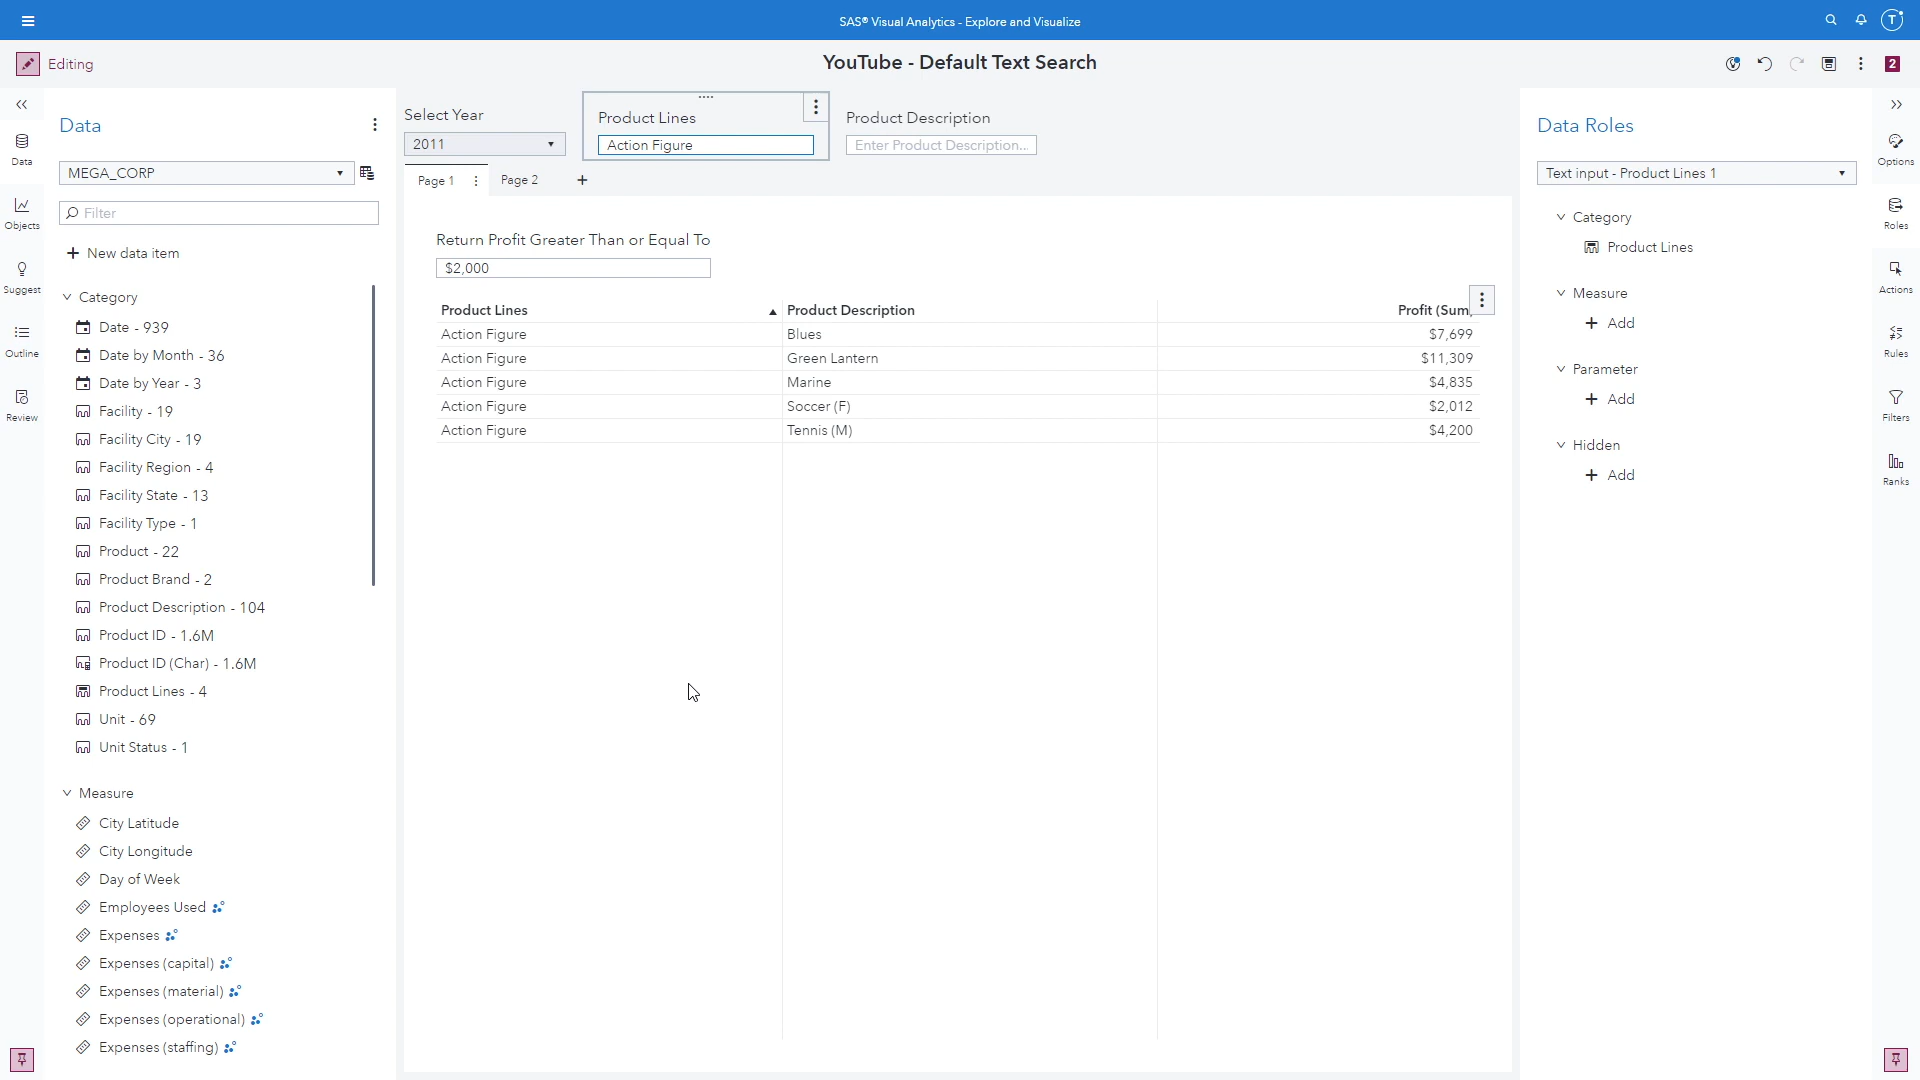 SAS® Visual Analytics - Explore and Visualize
T
Editing
YouTube - Default Text Search
2
Data
Objects
Suggest
Outline
Review
Data
MEGA_CORP
Filter
New data item
Category
Date - 939
Date by Month - 36
Date by Year - 3
Facility - 19
Facility City - 19
Facility Region - 4
Facility State - 13
Facility Type - 1
Product - 22
Product Brand - 2
Product Description - 104
Product ID - 1.6M
Product ID (Char) - 1.6M
Product Lines - 4
Unit - 69
Unit Status - 1
Measure
City Latitude
City Longitude
Day of Week
Employees Used
Expenses
Expenses (capital)
Expenses (material)
Expenses (operational)
Expenses (staffing)
Select Year
2011
Product Lines
Action Figure
Product Description
Enter Product Description...
Page 1
Page 2
Return Profit Greater Than or Equal To
$2,000
Product Lines Product Description Profit (Sum
Action Figure Blues $7,699
Action Figure Green Lantern $11,309
Action Figure Marine $4,835
Action Figure Soccer (F) $2,012
Action Figure Tennis (M) $4,200
Data Roles
Text input - Product Lines 1
Category
Product Lines
Measure
Add
Parameter
Add
Hidden
Add
Options
Roles
Actions
Rules
Filters
Ranks